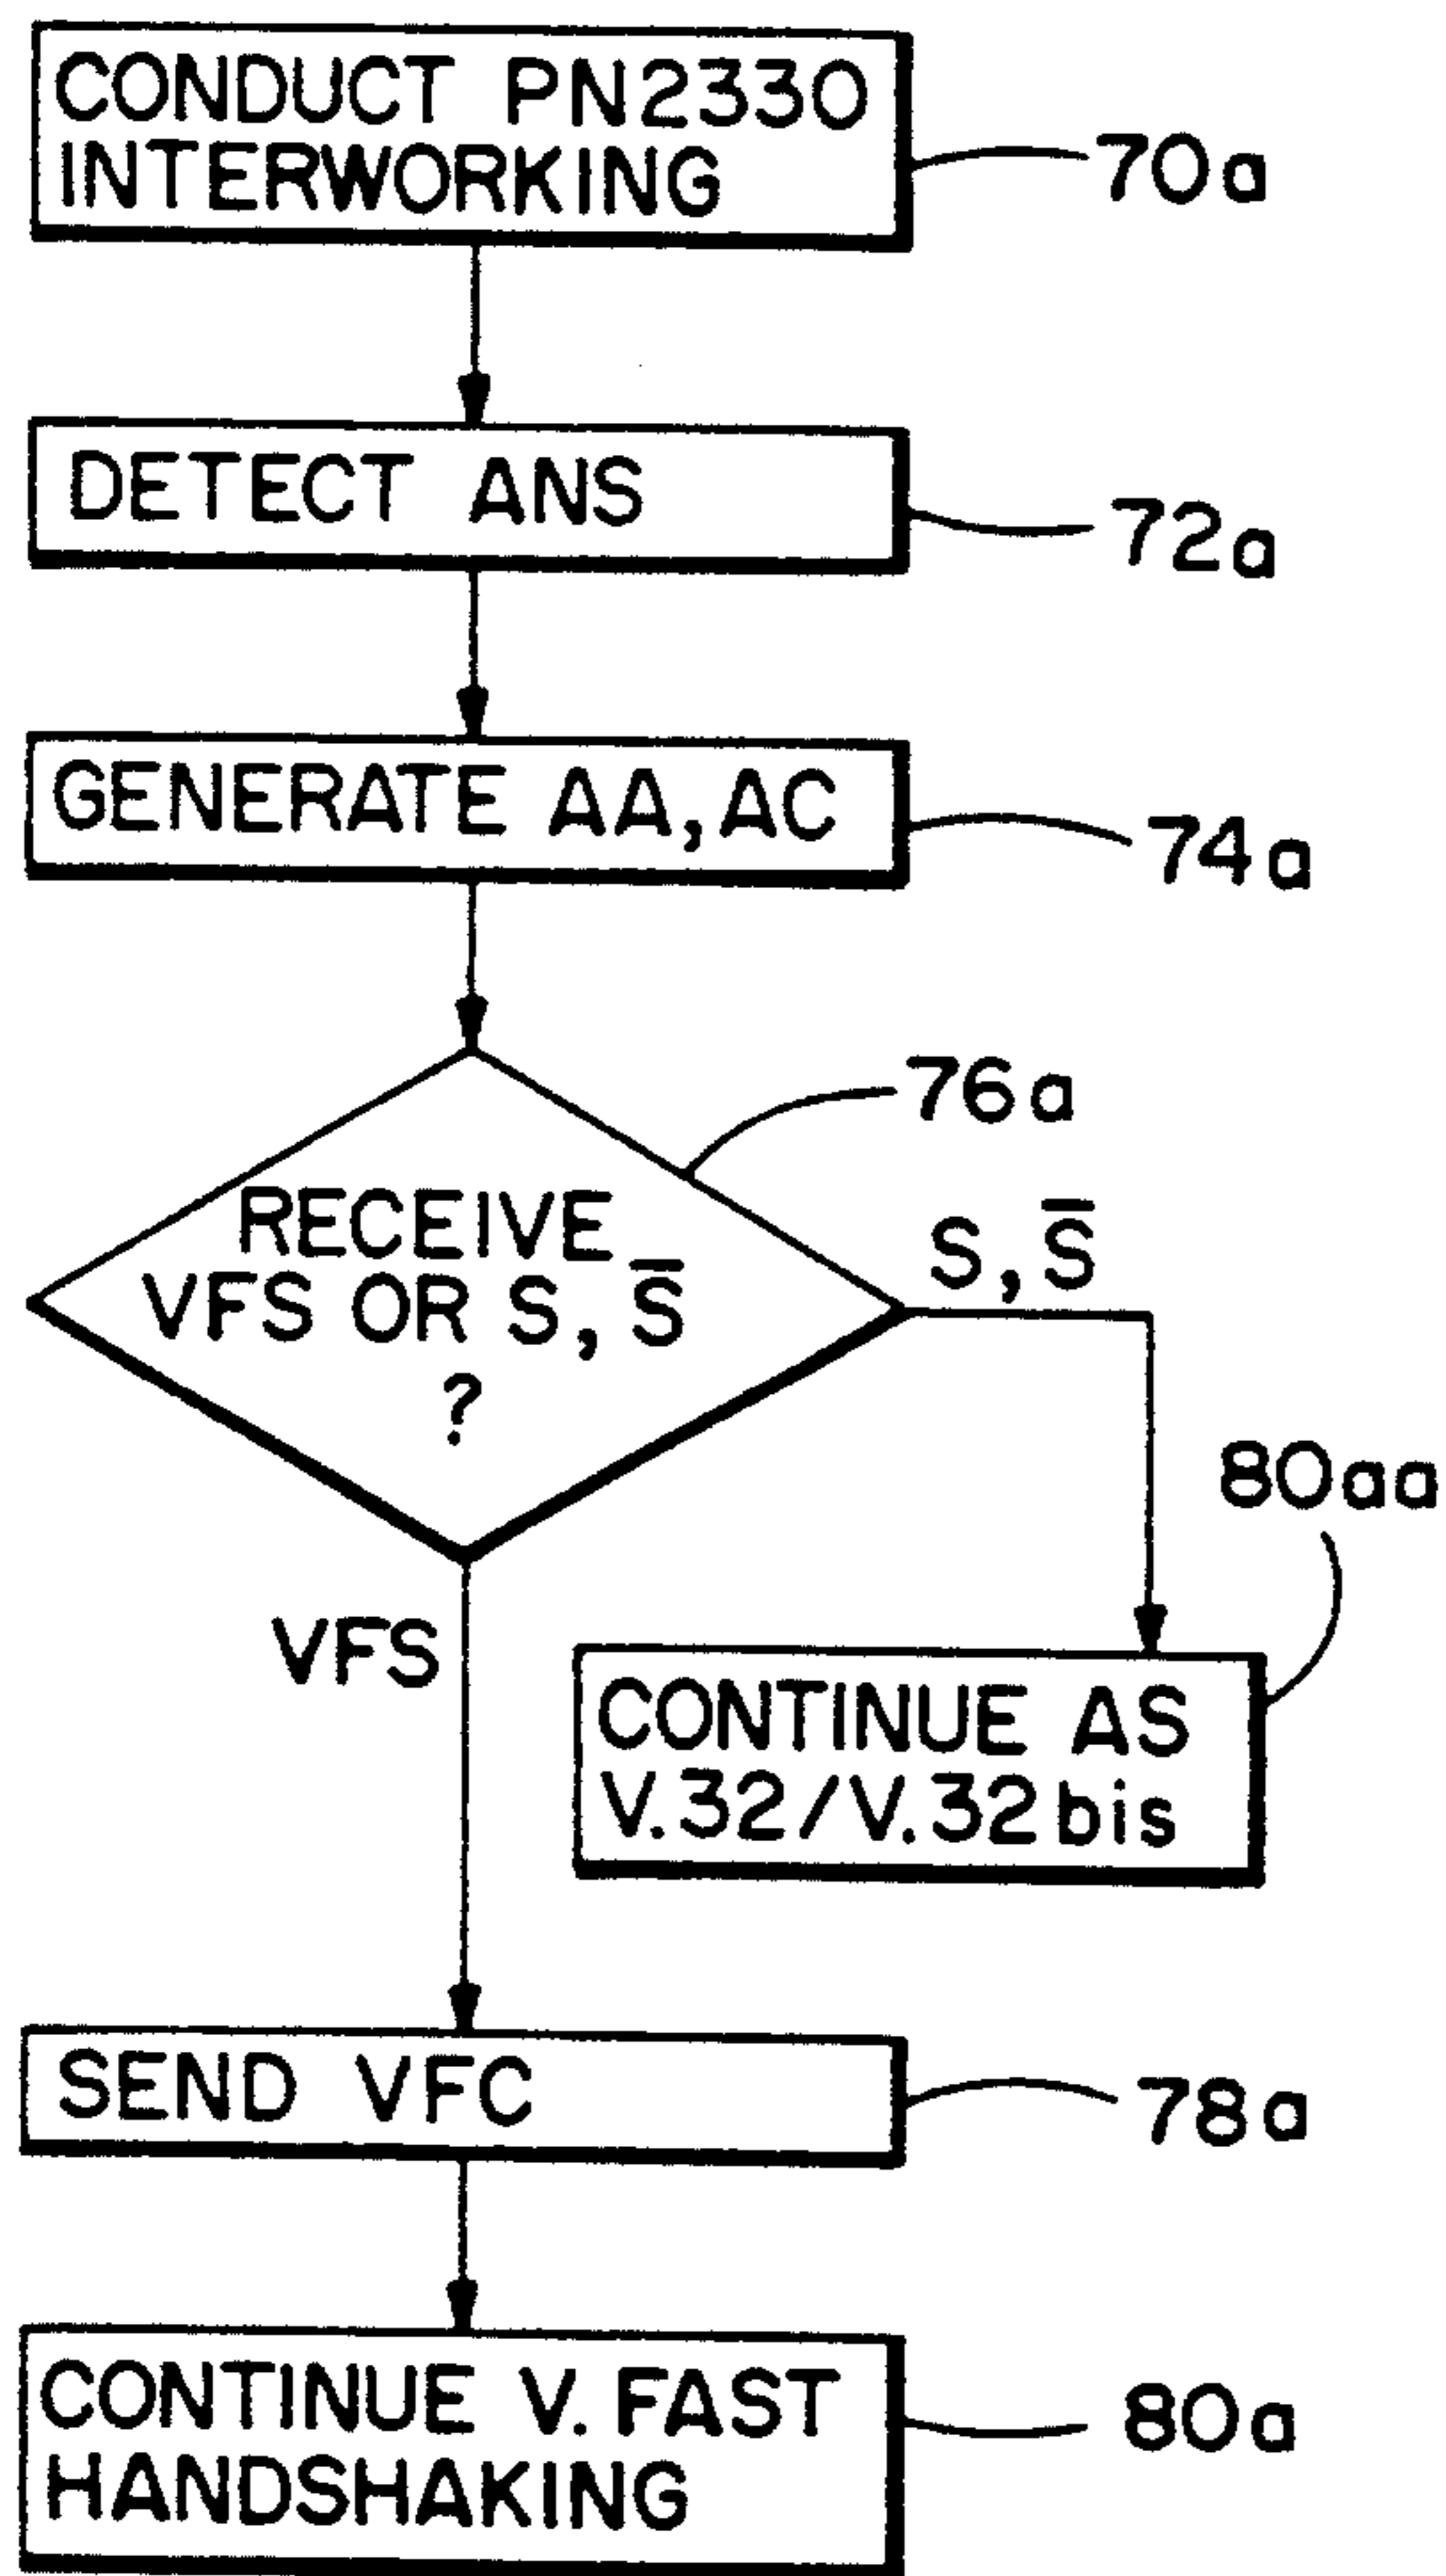 CONDUCT PN2330
INTERWORKING
70a
DETECT ANS
72a
GENERATE AA, AC
74a
76a
RECEIVE
VFS OR S, S̅
?
S, S̅
80aa
VFS
CONTINUE AS
V.32/V.32bis
SEND VFC
78a
CONTINUE V. FAST
HANDSHAKING
80a